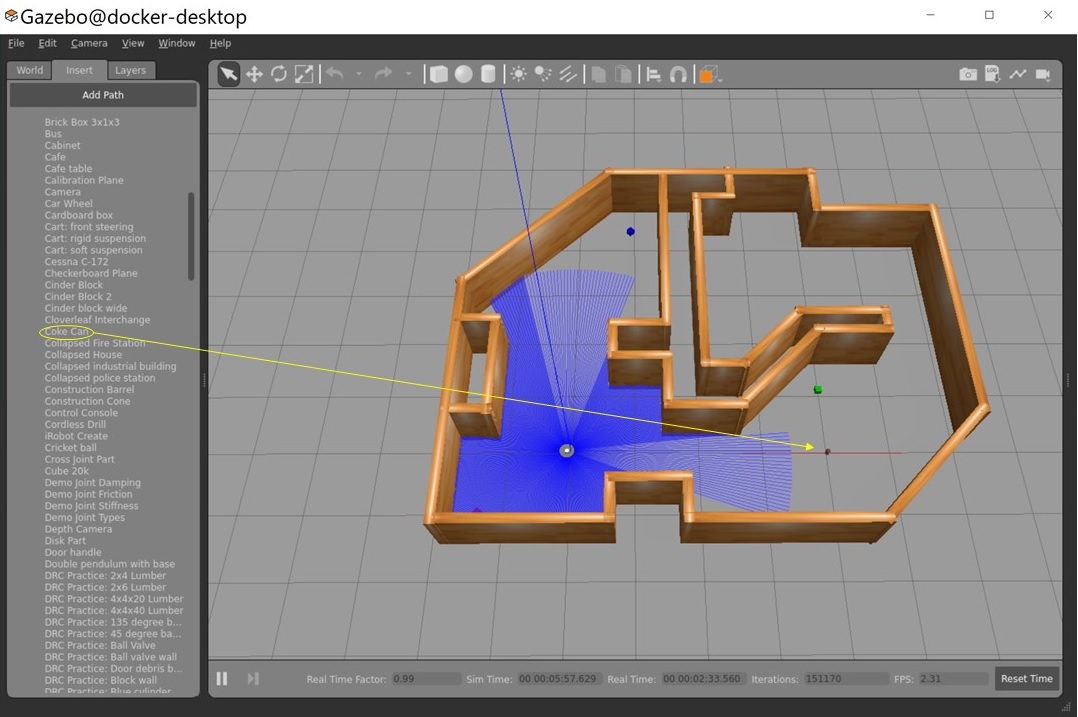 Gazebo@docker-desktop
File Edit Camera View Window Help
World Insert Layers
Add Path
Brick Box 3x1x3
Bus
Cabinet
Cafe
Cafe table
Calibration Plane
Camera
Car Wheel
Cardboard box
Cart: front steering
Cart: rigid suspension
Cart: soft suspension
Cessna C-172
Checkerboard Plane
Cinder Block
Cinder Block 2
Cinder block wide
Cloverleaf Interchange
Coke Can
Collapsed Fire Station
Collapsed House
Collapsed industrial building
Collapsed police station
Construction Barrel
Construction Cone
Control Console
Cordless Drill
iRobot Create
Cricket ball
Cross Joint Part
Cube 20k
Demo Joint Damping
Demo Joint Friction
Demo Joint Stiffness
Demo Joint Types
Depth Camera
Disk Part
Door handle
Double pendulum with base
DRC Practice: 2x4 Lumber
DRC Practice: 2x6 Lumber
DRC Practice: 4x4x20 Lumber
DRC Practice: 4x4x40 Lumber
DRC Practice: 135 degree b...
DRC Practice: 45 degree ba...
DRC Practice: Ball Valve
DRC Practice: Ball valve wall
DRC Practice: Door debris b...
DRC Practice: Block wall
DRC Practice: Blue cylinder
LOG
Real Time Factor: 0.99 Sim Time: 00 00:05:57.629 Real Time: 00 00:02:33.560 Iterations: 151170 FPS: 2.31 Reset Time